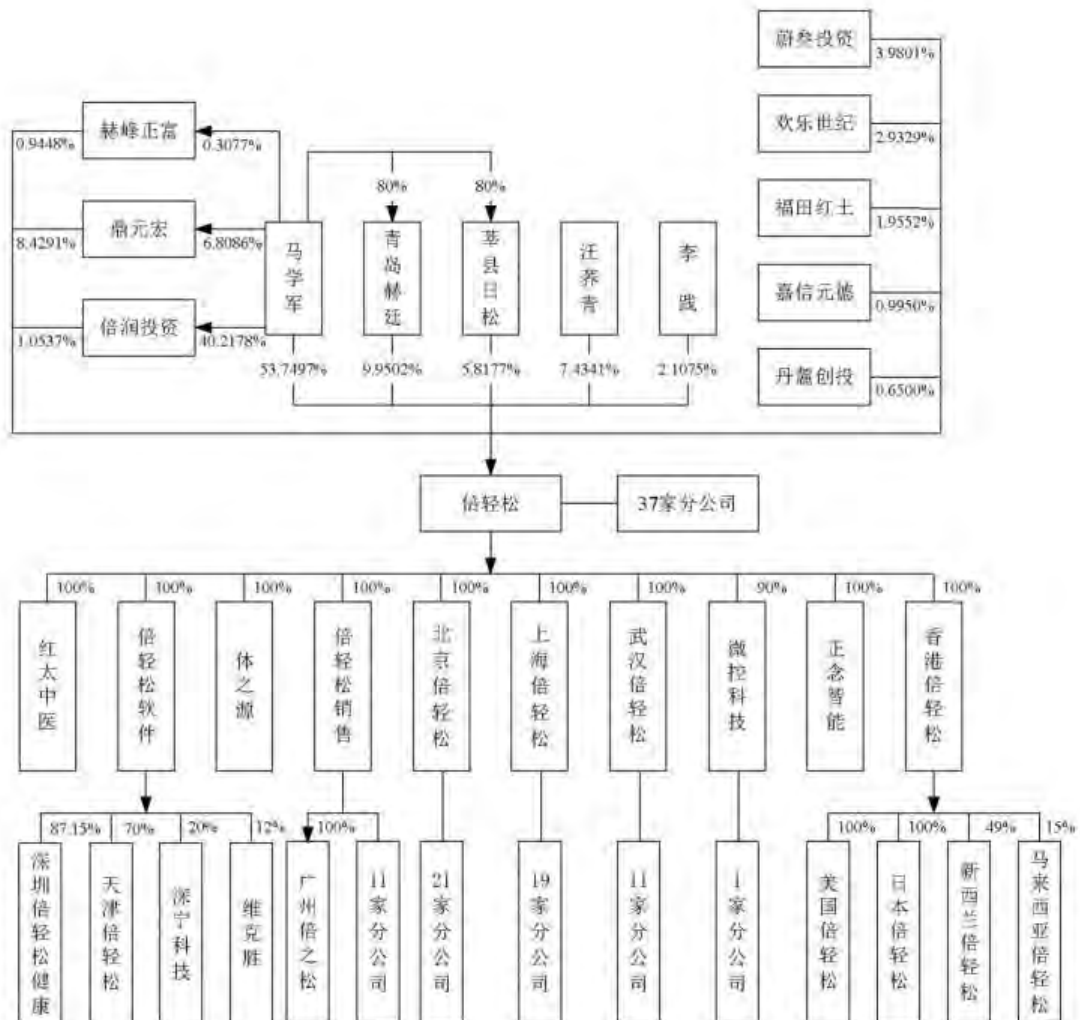 蔚叁投资
3.9801%
赫峰正富
欢乐世纪
0.9448%
0.3077%
2.9329%
80%
80%
鼎元宏
福田红土
8.4291%
6.8086%
1.9552%
马学军
青岛赫廷
莘县日松
汪荞青
李践
倍润投资
嘉信元德
1.0537%
40.2178%
0.9950%
53.7497%
9.9502%
5.8177%
7.4341%
2.1075%
丹麓创投
0.6500%
倍轻松
37家分公司
100%
100%
100%
100%
100%
100%
100%
90%
100%
100%
红太中医
倍轻松软件
体之源
倍轻松销售
北京倍轻松
上海倍轻松
武汉倍轻松
微控科技
正念智能
香港倍轻松
87.15%
70%
20%
12%
100%
100%
100%
49%
15%
深圳倍轻松健康
天津倍轻松
深宁科技
维克胜
广州倍之松
11家分公司
21家分公司
19家分公司
11家分公司
1家分公司
美国倍轻松
日本倍轻松
新西兰倍轻松
马来西亚倍轻松